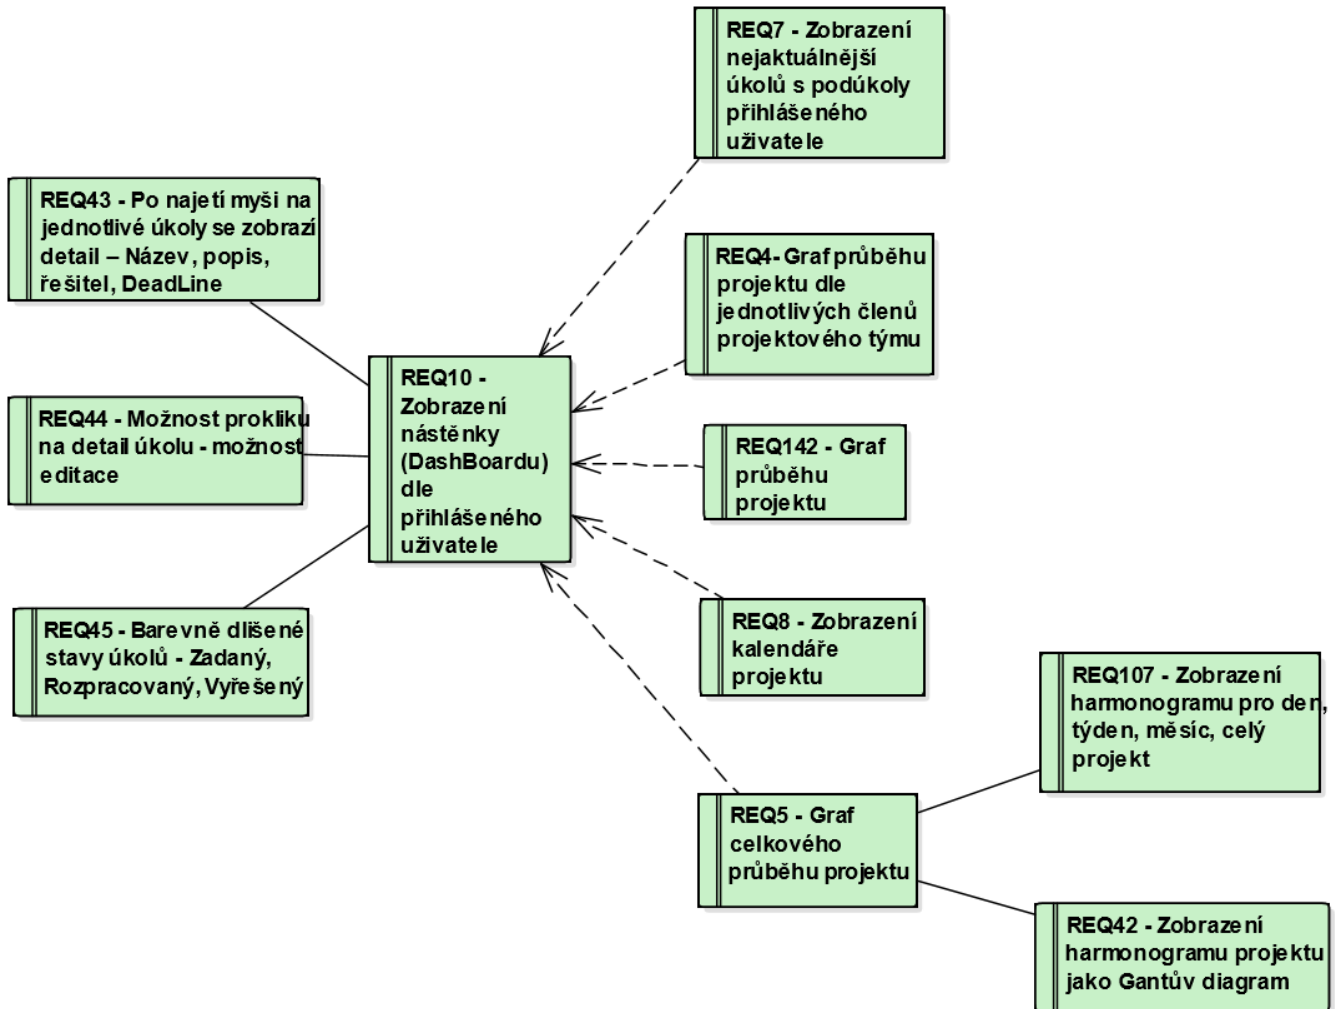 REQ7 - Zobrazení
nejaktuálnější
úkolů s podúkoly
přihlášeného
uživatele
REQ43 - Po najetí myši na
jednotlivé úkoly se zobrazí
detail – Název, popis,
řešitel, DeadLine
REQ4- Graf průběhu
projektu dle
jednotlivých členů
projektového týmu
REQ10 -
Zobrazení
nástěnky
(DashBoardu)
dle
přihlášeného
uživatele
REQ44 - Možnost prokliku
na detail úkolu - možnost
editace
REQ142 - Graf
průběhu
projektu
REQ45 - Barevně dlišené
stavy úkolů - Zadaný,
Rozpracovaný, Vyřešený
REQ8 - Zobrazení
kalendáře
projektu
REQ107 - Zobrazení
harmonogramu pro den,
týden, měsíc, celý
projekt
REQ5 - Graf
celkového
průběhu projektu
REQ42 - Zobrazení
harmonogramu projektu
jako Gantův diagram